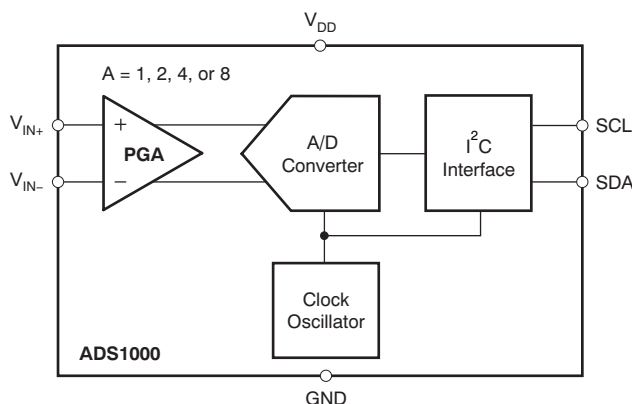 V_DD
A = 1, 2, 4, or 8
V_IN+
+
PGA
V_IN−
−
A/D
Converter
I²C
Interface
SCL
SDA
Clock
Oscillator
ADS1000
GND